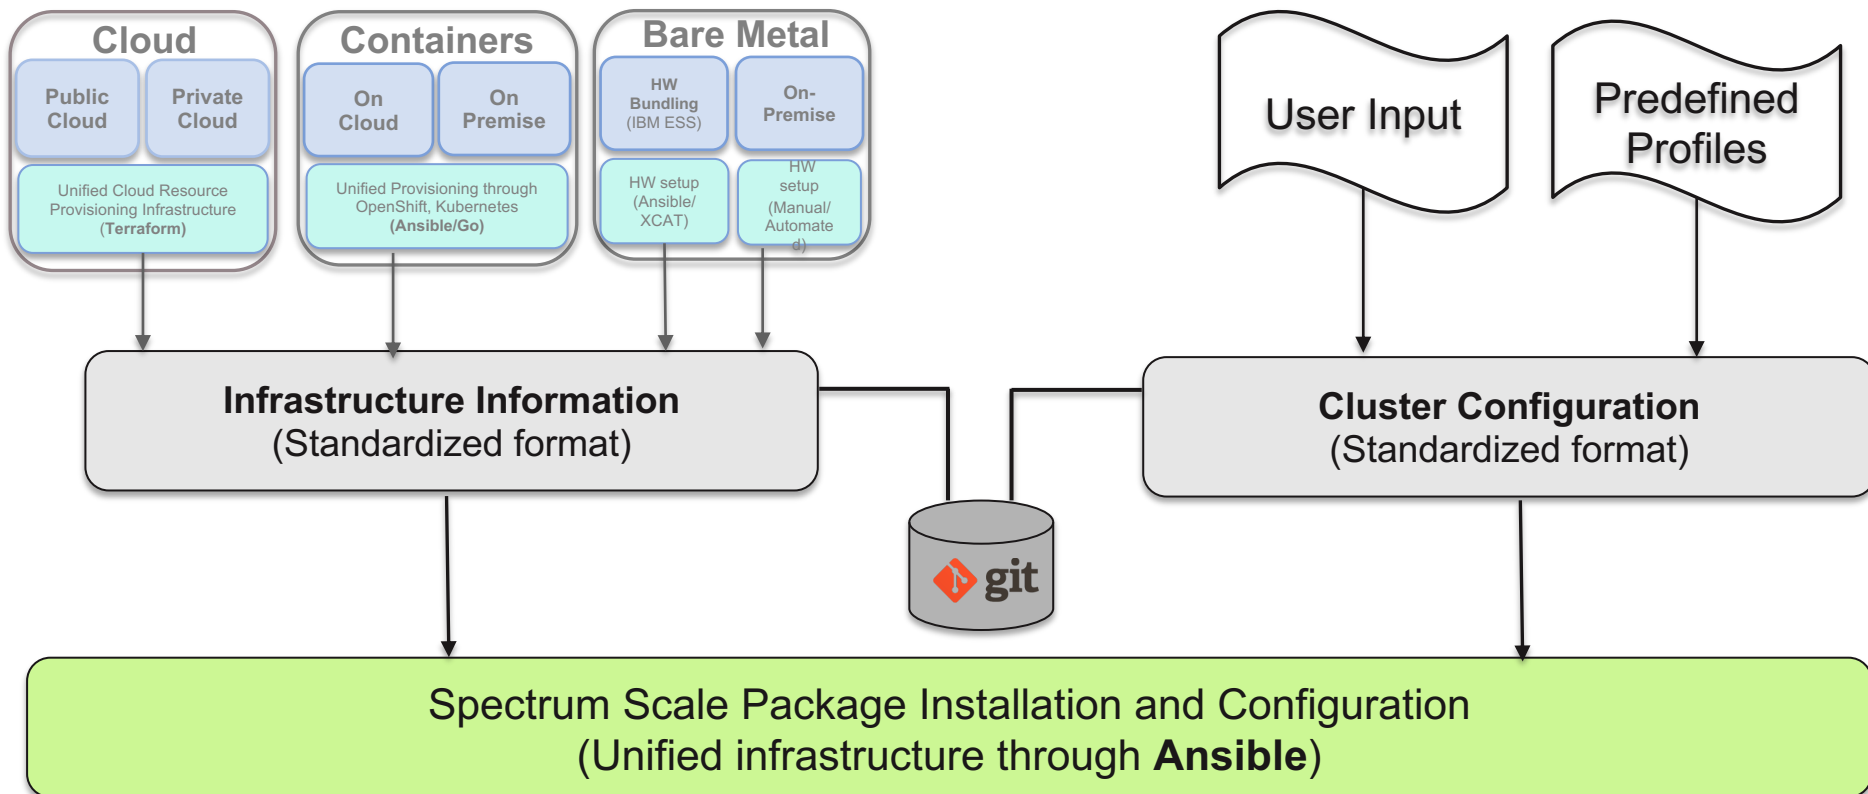 Cloud
Public
Cloud
Private
Cloud
Unified Cloud Resource
Provisioning Infrastructure
(Terraform)
Containers
On
Cloud
On
Premise
Unified Provisioning through
OpenShift, Kubernetes
(Ansible/Go)
Bare Metal
HW
Bundling
(IBM ESS)
On-
Premise
HW setup
(Ansible/
XCAT)
HW
setup
(Manual/
Automate
d)
User Input
Predefined
Profiles
Infrastructure Information
(Standardized format)
Cluster Configuration
(Standardized format)
git
Spectrum Scale Package Installation and Configuration
(Unified infrastructure through Ansible)